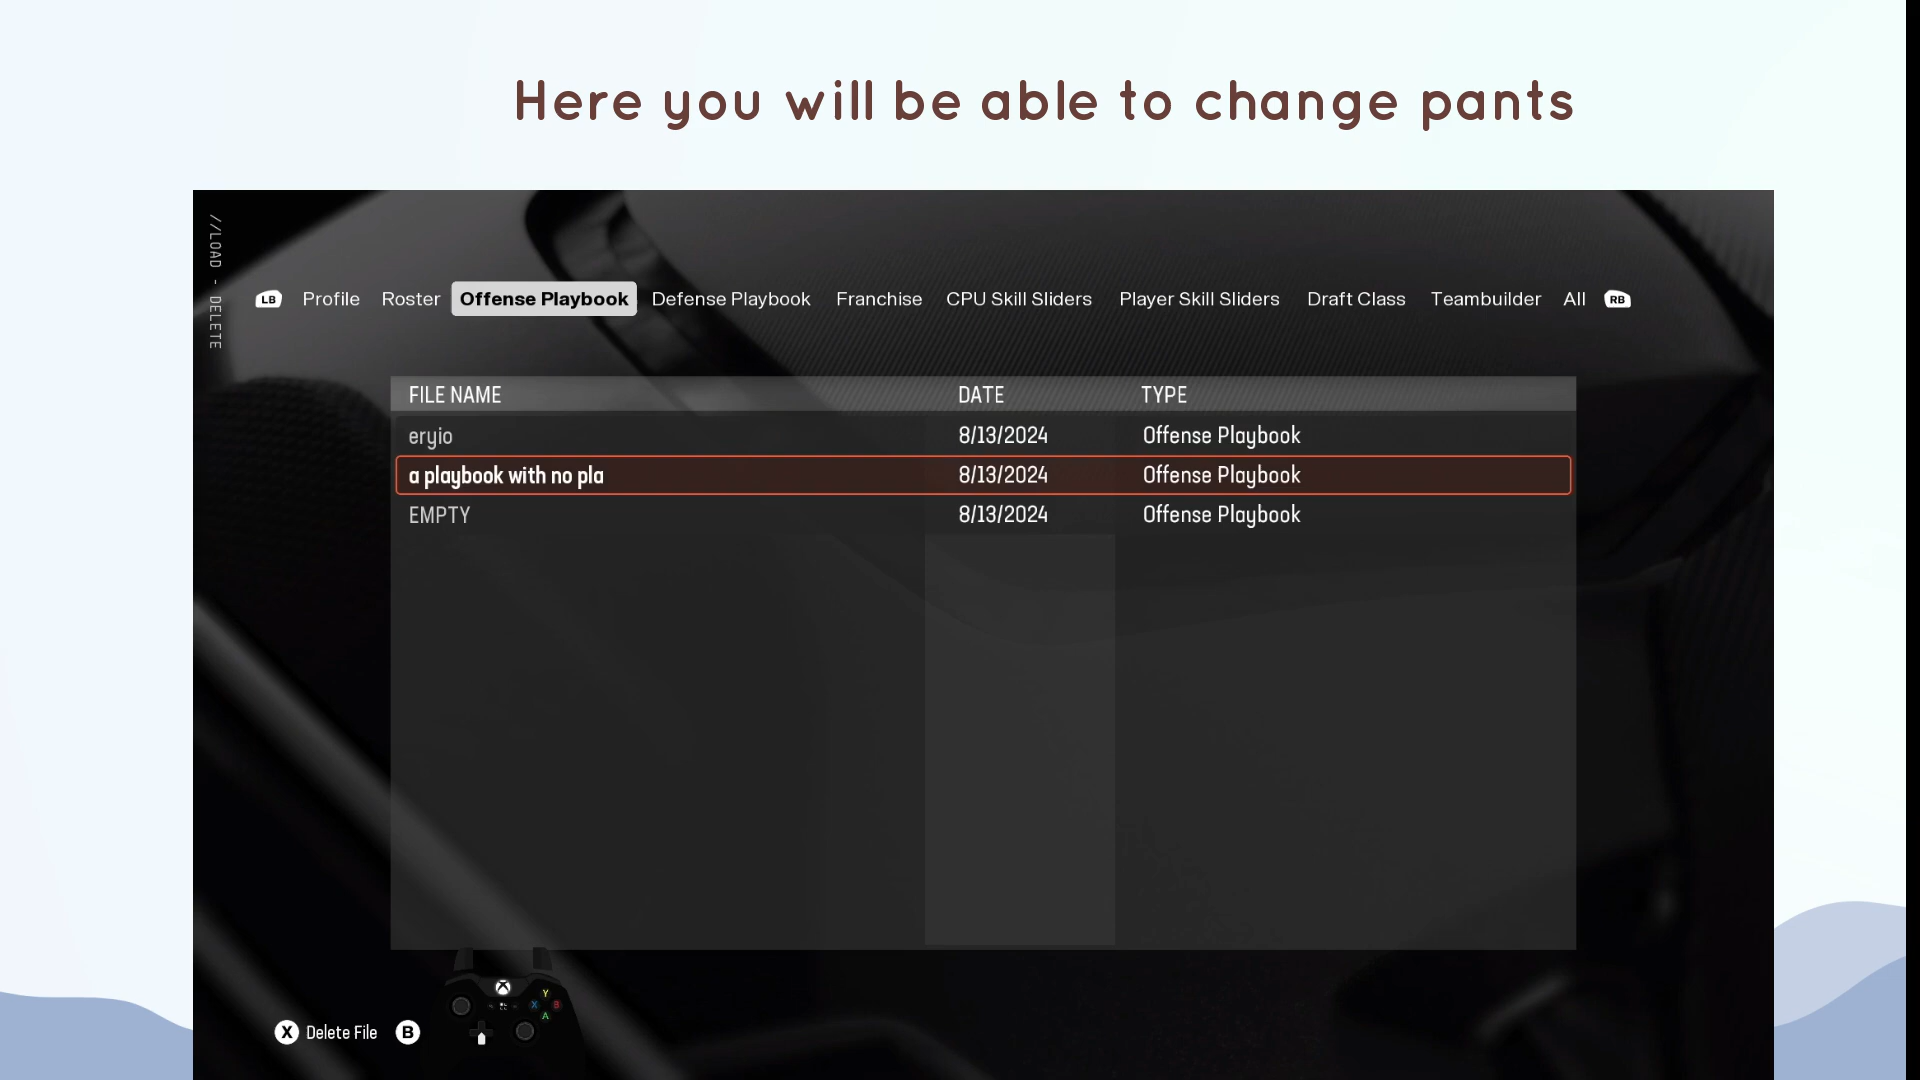 Here you will be able to change pants
//LOAD - DELETE
LB Profile Roster Offense Playbook Defense Playbook Franchise CPU Skill Sliders Player Skill Sliders Draft Class Teambuilder All RB
FILE NAME DATE TYPE
eryio 8/13/2024 Offense Playbook
a playbook with no pla 8/13/2024 Offense Playbook
EMPTY 8/13/2024 Offense Playbook
Y
X B
A
X Delete File B